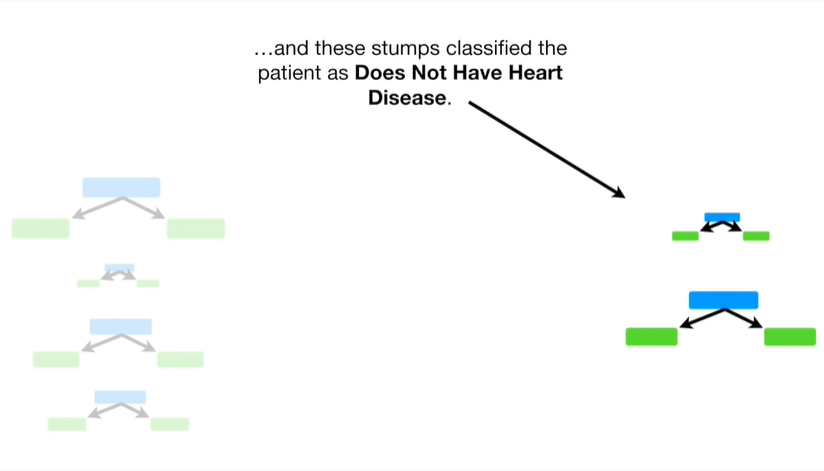 …and these stumps classified the
patient as Does Not Have Heart
Disease.